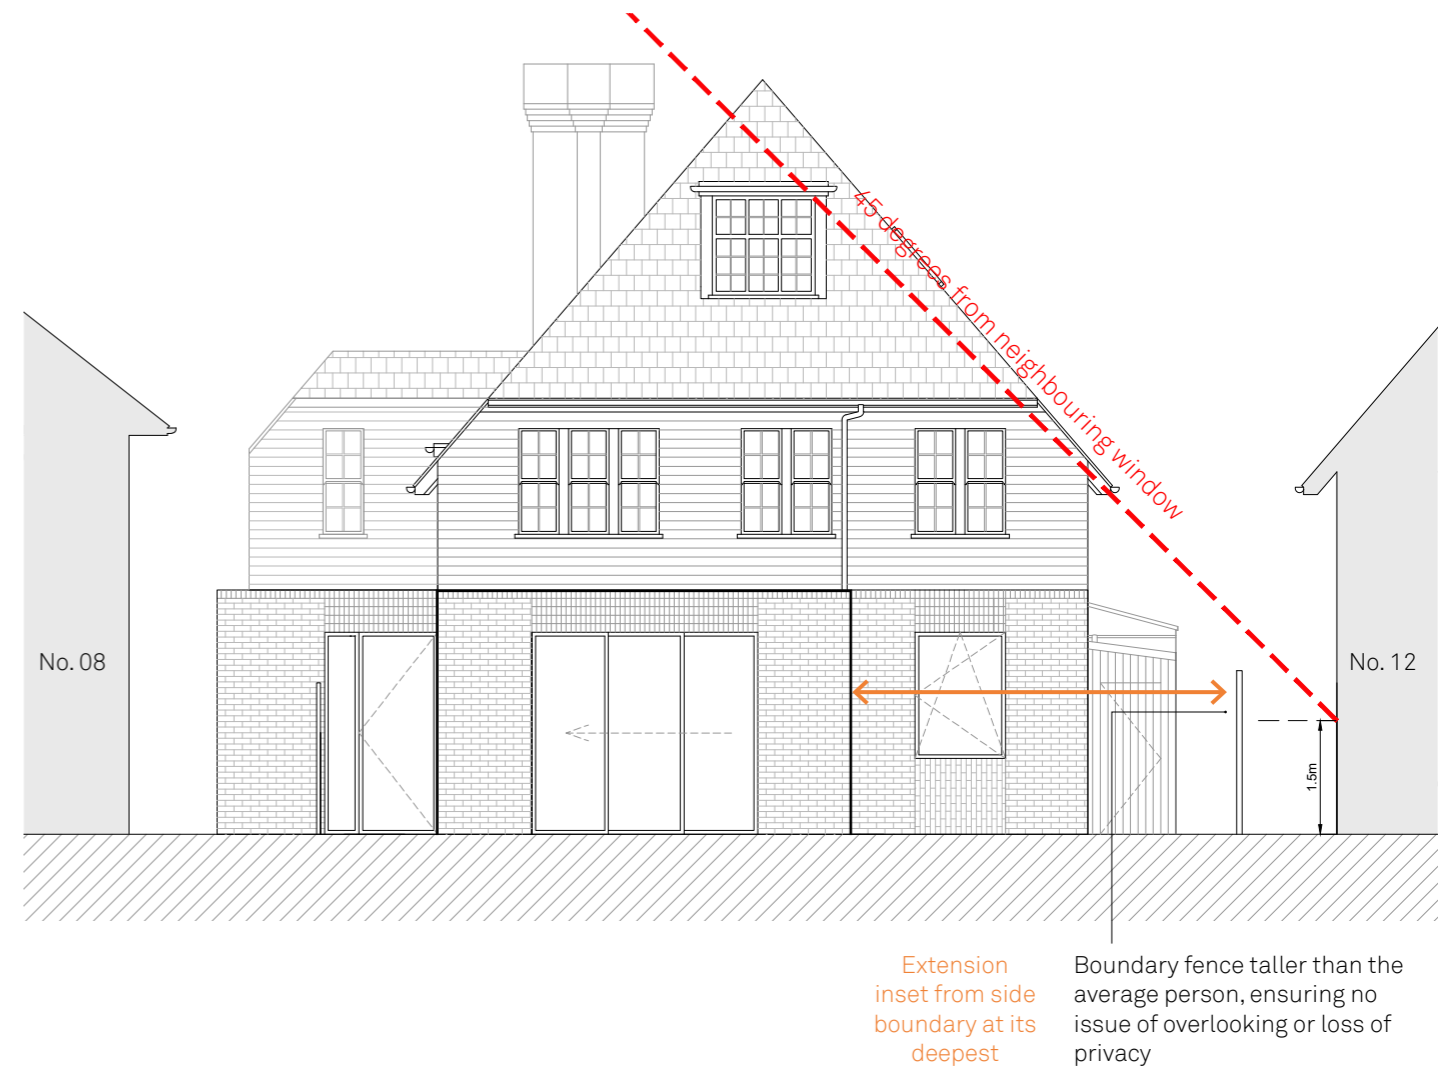 45 degrees from neighbouring window
No. 08
No. 12
1.5m
Extension
inset from side
boundary at its
deepest
Boundary fence taller than the
average person, ensuring no
issue of overlooking or loss of
privacy